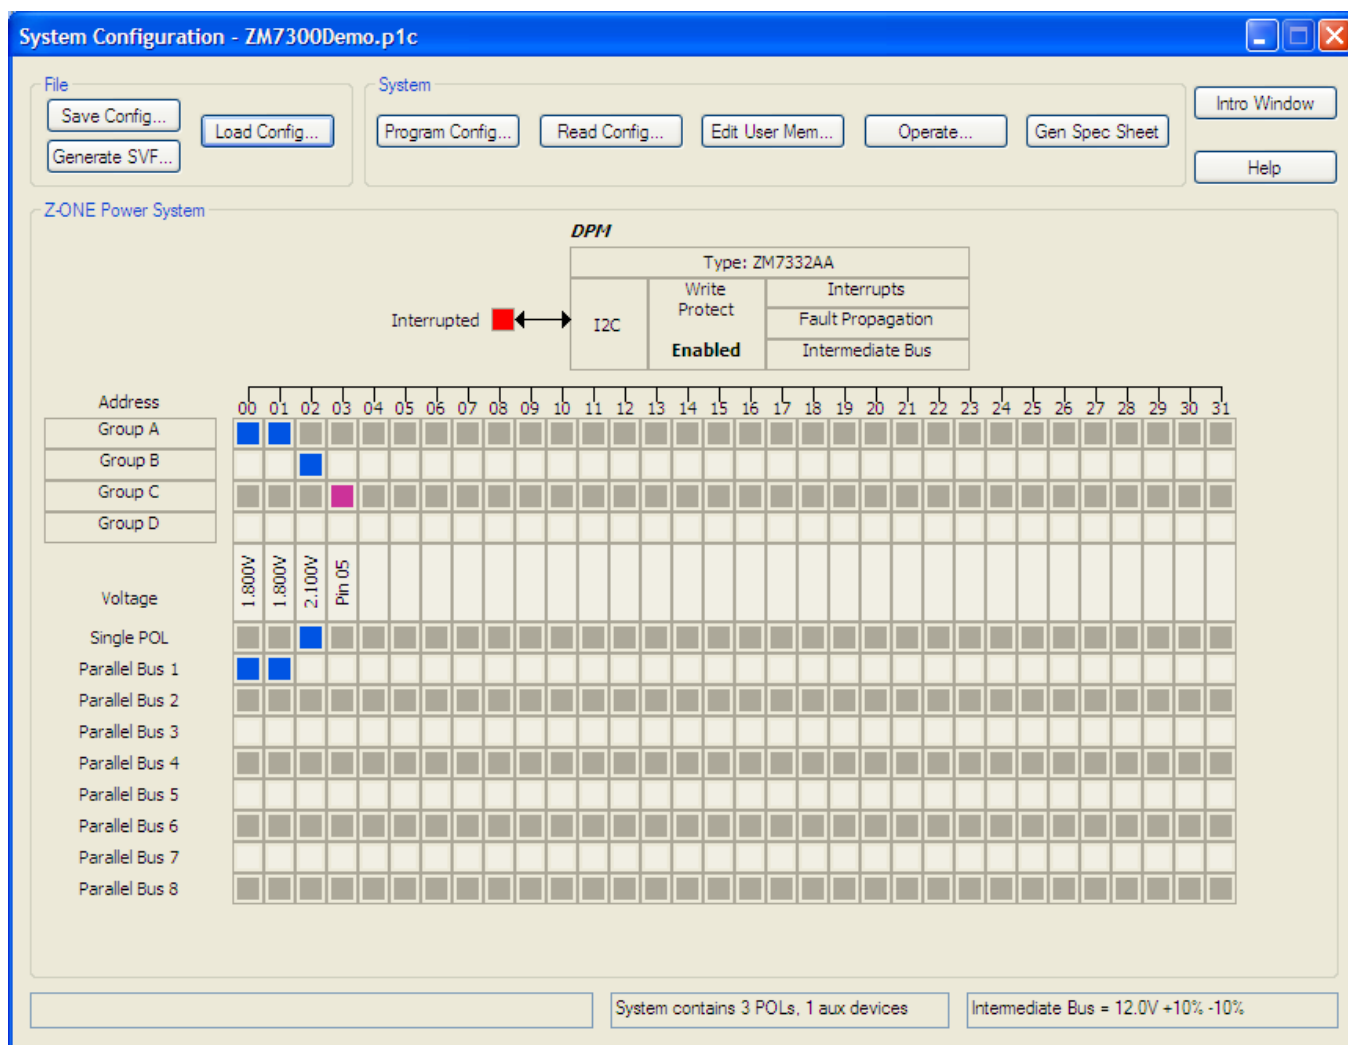 System Configuration - ZM7300Demo.p1c
File
System
Save Config...
Load Config...
Generate SVF...
Program Config...
Read Config...
Edit User Mem...
Operate...
Gen Spec Sheet
Intro Window
Help
Z-ONE Power System
DPM
Type: ZM7332AA
Interrupted
I2C
Write
Protect
Enabled
Interrupts
Fault Propagation
Intermediate Bus
Address 00 01 02 03 04 05 06 07 08 09 10 11 12 13 14 15 16 17 18 19 20 21 22 23 24 25 26 27 28 29 30 31
Group A
Group B
Group C
Group D
Voltage 1.800V 1.800V 2.100V Pin 05
Single POL
Parallel Bus 1
Parallel Bus 2
Parallel Bus 3
Parallel Bus 4
Parallel Bus 5
Parallel Bus 6
Parallel Bus 7
Parallel Bus 8
System contains 3 POLs, 1 aux devices
Intermediate Bus = 12.0V +10% -10%